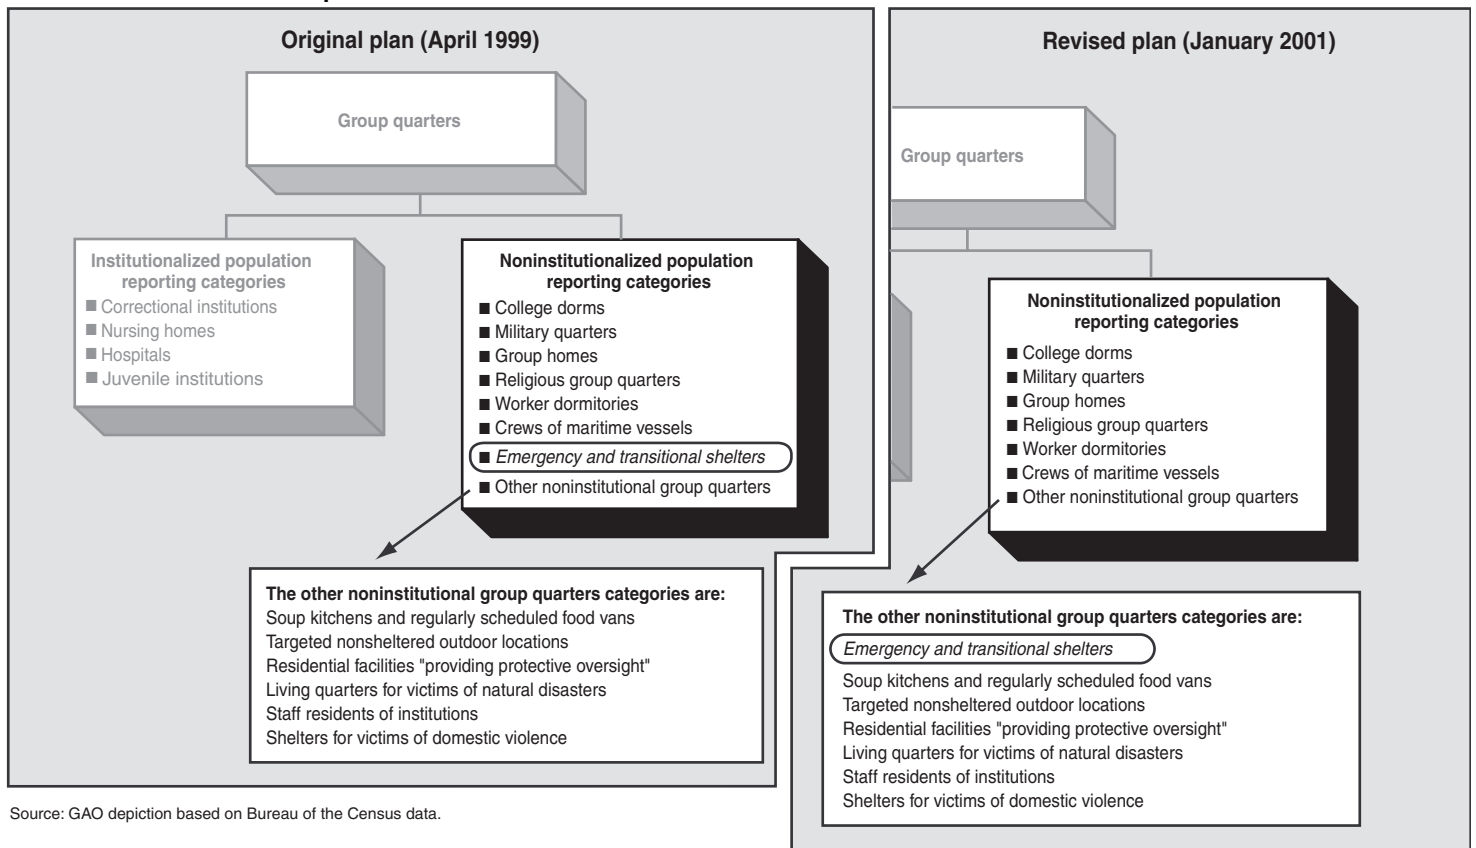 Original plan (April 1999)
Group quarters
Institutionalized population
reporting categories
■ Correctional institutions
■ Nursing homes
■ Hospitals
■ Juvenile institutions
Noninstitutionalized population
reporting categories
■ College dorms
■ Military quarters
■ Group homes
■ Religious group quarters
■ Worker dormitories
■ Crews of maritime vessels
■ Emergency and transitional shelters
■ Other noninstitutional group quarters
The other noninstitutional group quarters categories are:
Soup kitchens and regularly scheduled food vans
Targeted nonsheltered outdoor locations
Residential facilities "providing protective oversight"
Living quarters for victims of natural disasters
Staff residents of institutions
Shelters for victims of domestic violence
Revised plan (January 2001)
Group quarters
Noninstitutionalized population
reporting categories
■ College dorms
■ Military quarters
■ Group homes
■ Religious group quarters
■ Worker dormitories
■ Crews of maritime vessels
■ Other noninstitutional group quarters
The other noninstitutional group quarters categories are:
Emergency and transitional shelters
Soup kitchens and regularly scheduled food vans
Targeted nonsheltered outdoor locations
Residential facilities "providing protective oversight"
Living quarters for victims of natural disasters
Staff residents of institutions
Shelters for victims of domestic violence
Source: GAO depiction based on Bureau of the Census data.